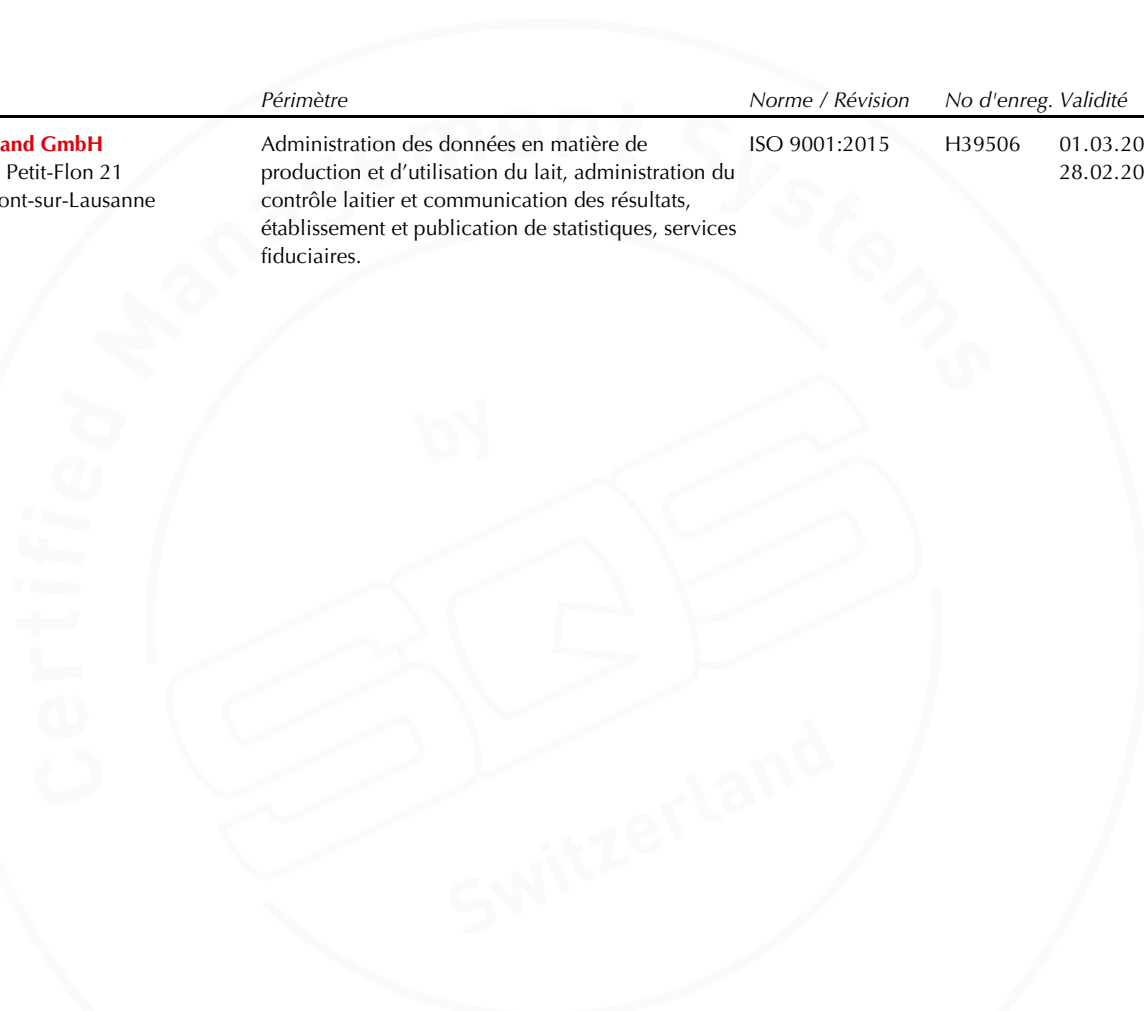 Périmètre Norme / Révision No d'enreg. Validité
and GmbH Administration des données en matière de ISO 9001:2015 H39506 01.03.20
Petit-Flon 21 production et d’utilisation du lait, administration du 28.02.20
ont-sur-Lausanne contrôle laitier et communication des résultats,
établissement et publication de statistiques, services
fiduciaires.
Certified Management Systems
by
SQS
Switzerland